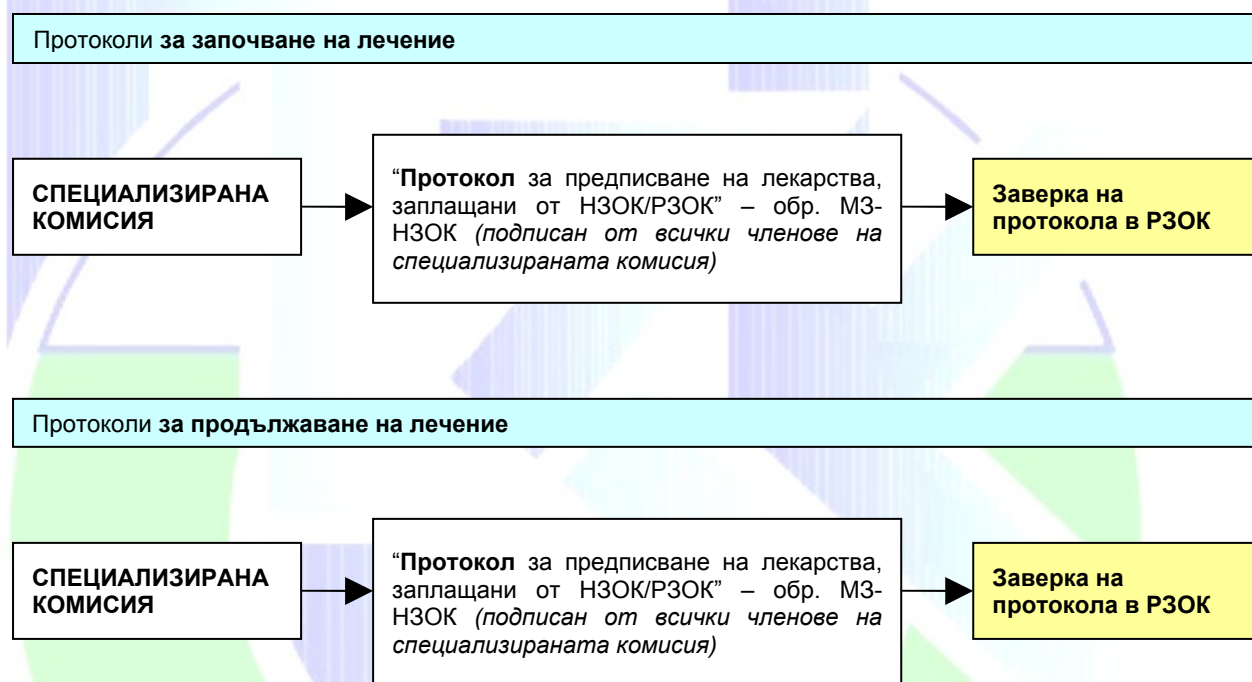 Протоколи за започване на лечение
СПЕЦИАЛИЗИРАНА
КОМИСИЯ
“Протокол за предписване на лекарства,
заплащани от НЗОК/РЗОК” – обр. МЗ-
НЗОК (подписан от всички членове на
специализираната комисия)
Заверка на
протокола в РЗОК
Протоколи за продължаване на лечение
СПЕЦИАЛИЗИРАНА
КОМИСИЯ
“Протокол за предписване на лекарства,
заплащани от НЗОК/РЗОК” – обр. МЗ-
НЗОК (подписан от всички членове на
специализираната комисия)
Заверка на
протокола в РЗОК